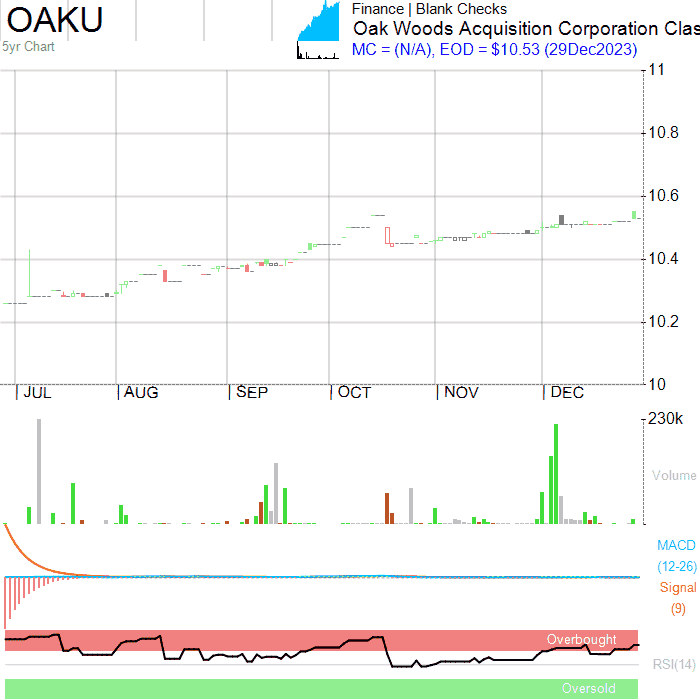 OAKU
5yr Chart
Finance | Blank Checks
Oak Woods Acquisition Corporation Clas
MC = (N/A), EOD = $10.53 (29Dec2023)
11
10.8
10.6
10.4
10.2
10
JUL AUG SEP OCT NOV DEC
230k
Volume
MACD
(12-26)
Signal
(9)
Overbought
RSI(14)
Oversold